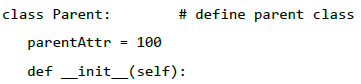 class Parent:        # define parent class
   parentAttr = 100
   def __init__(self):